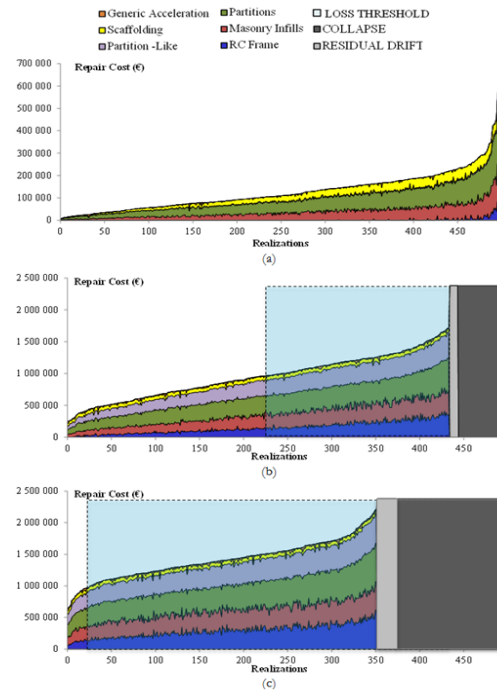 Generic Acceleration Partitions LOSS THRESHOLD
Scaffolding Masonry Infills COLLAPSE
Partition -Like RC Frame RESIDUAL DRIFT
Repair Cost (€)
700 000
600 000
500 000
400 000
300 000
200 000
100 000
0
0 50 100 150 200 250 300 350 400 450
Realizations
(a)
Repair Cost (€)
2 500 000
2 000 000
1 500 000
1 000 000
500 000
0
0 50 100 150 200 250 300 350 400 450
Realizations
(b)
Repair Cost (€)
2 500 000
2 000 000
1 500 000
1 000 000
500 000
0
0 50 100 150 200 250 300 350 400 450
Realizations
(c)